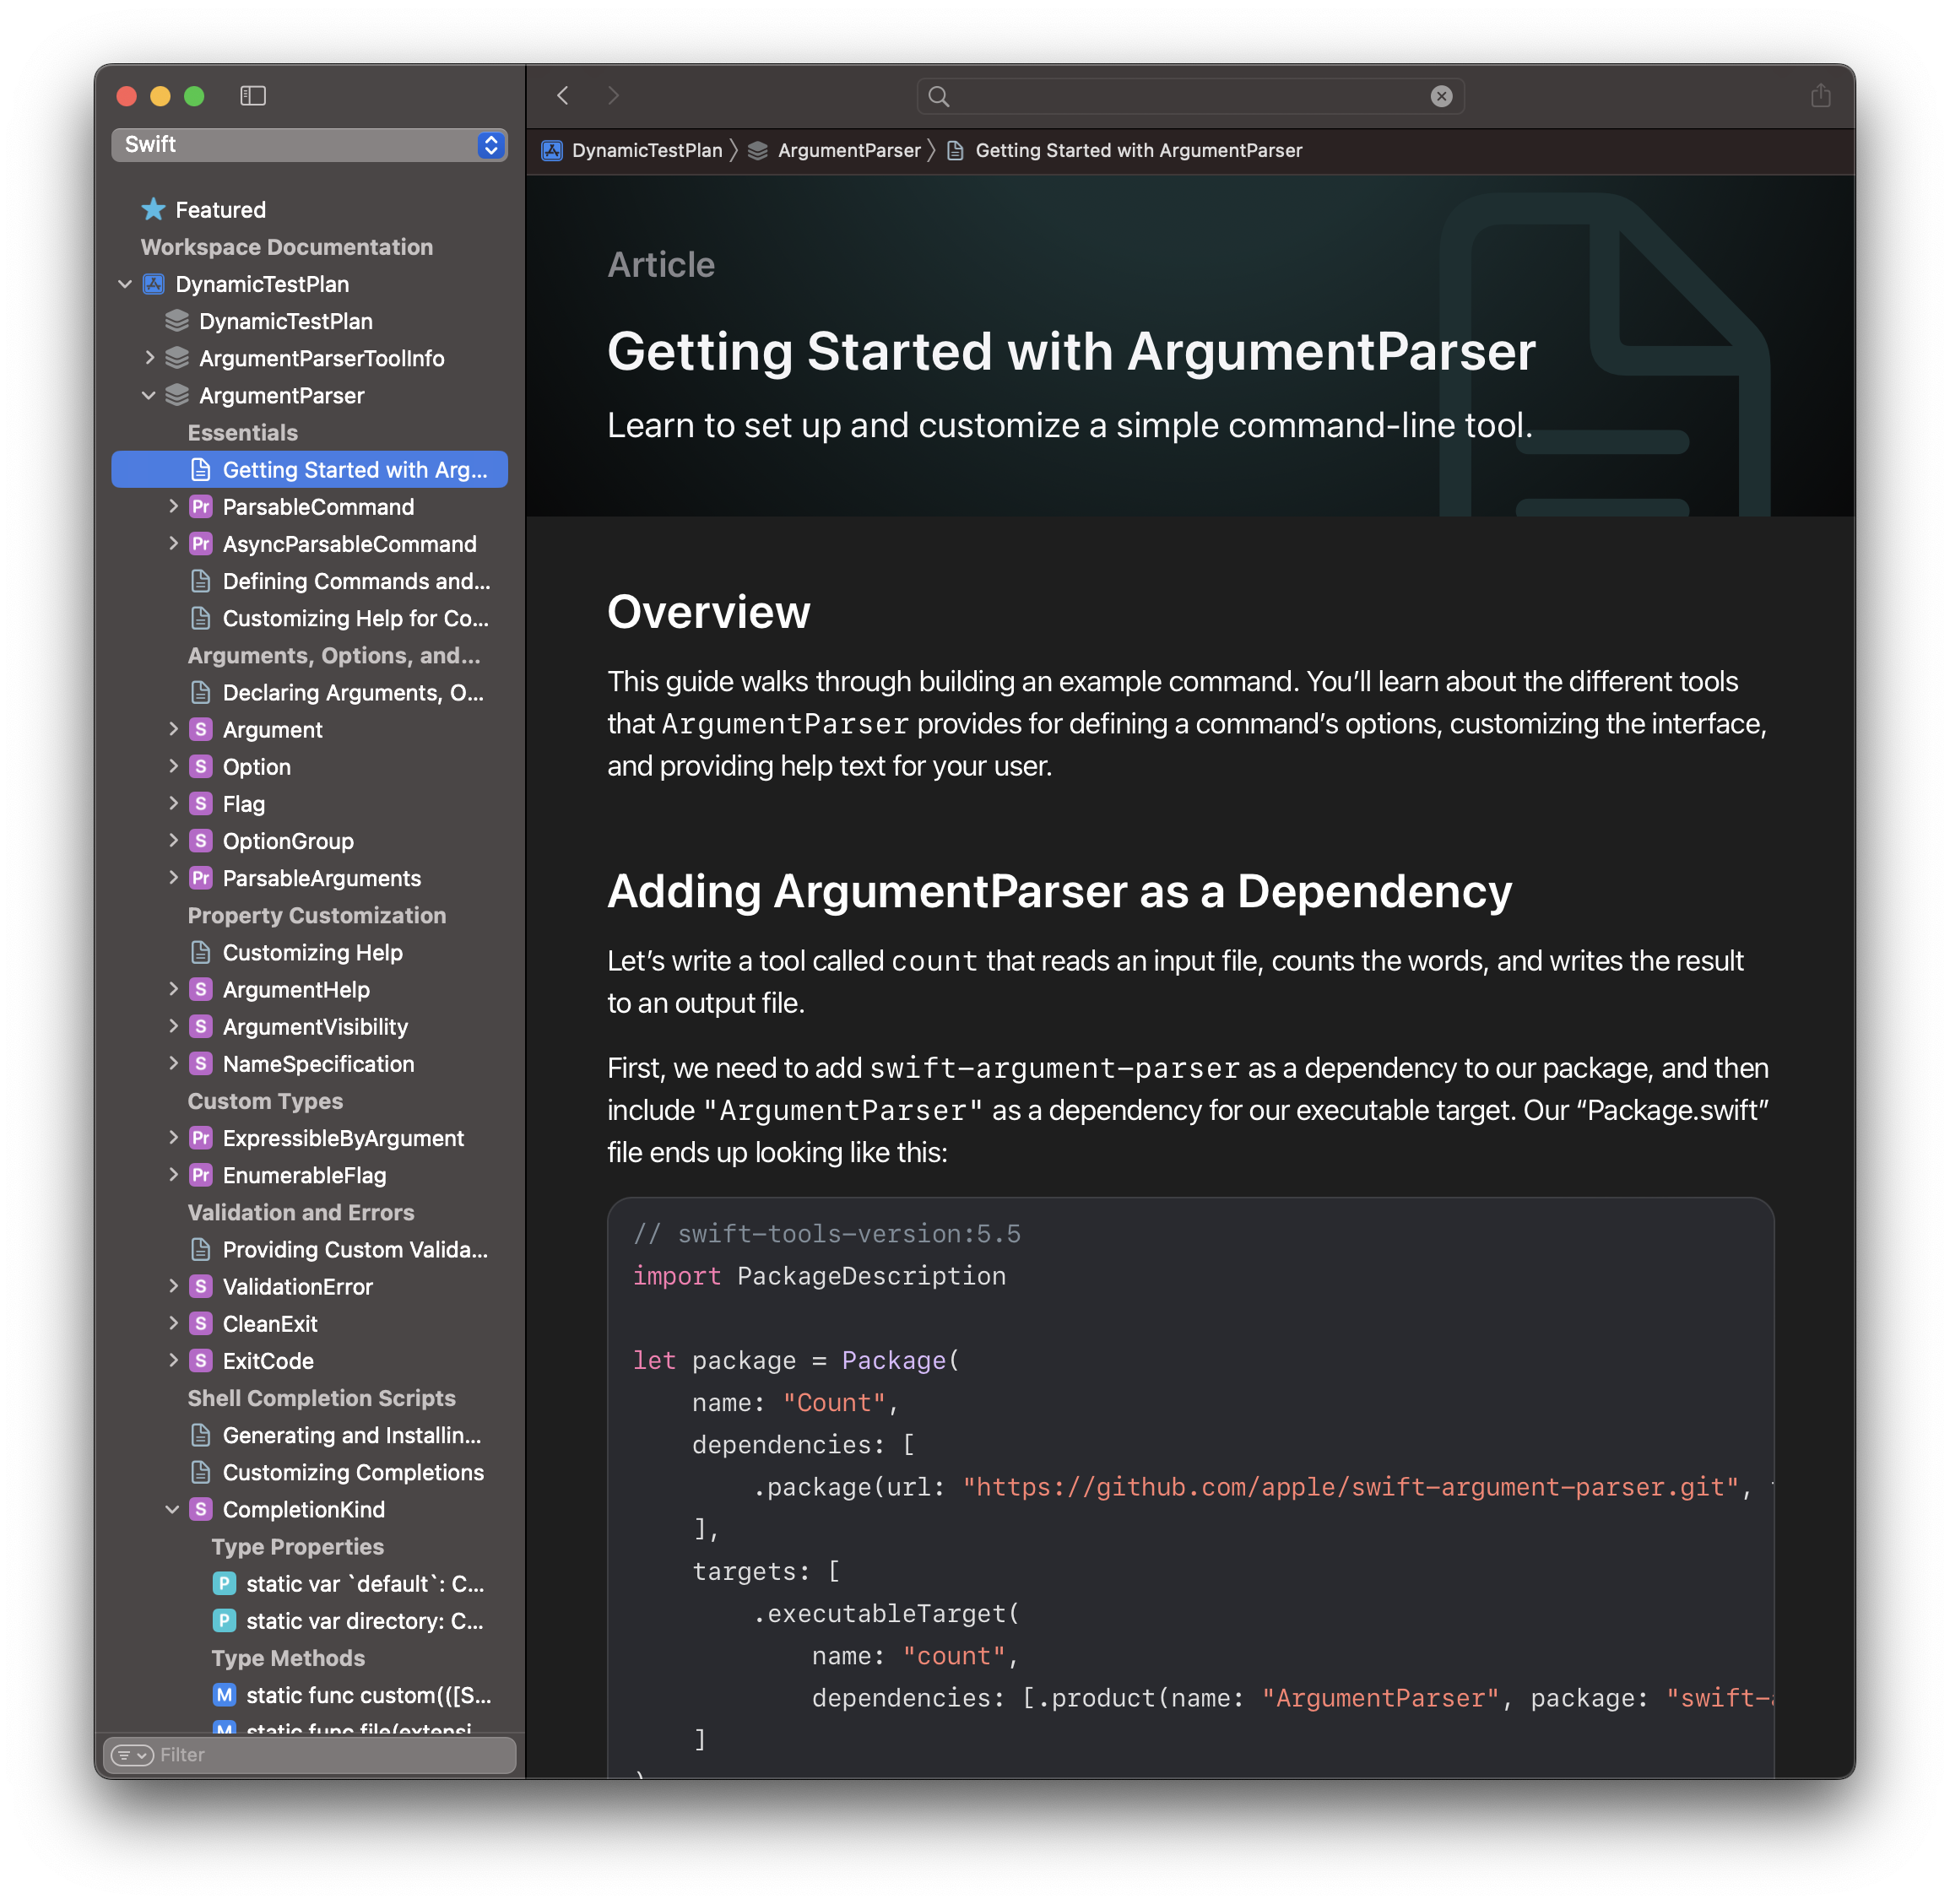 Swift
Featured
Workspace Documentation
DynamicTestPlan
DynamicTestPlan
ArgumentParserToolInfo
ArgumentParser
Essentials
Getting Started with Arg...
Pr ParsableCommand
Pr AsyncParsableCommand
Defining Commands and...
Customizing Help for Co...
Arguments, Options, and...
Declaring Arguments, O...
S Argument
S Option
S Flag
S OptionGroup
Pr ParsableArguments
Property Customization
Customizing Help
S ArgumentHelp
S ArgumentVisibility
S NameSpecification
Custom Types
Pr ExpressibleByArgument
Pr EnumerableFlag
Validation and Errors
Providing Custom Valida...
S ValidationError
S CleanExit
S ExitCode
Shell Completion Scripts
Generating and Installin...
Customizing Completions
S CompletionKind
Type Properties
P static var `default`: C...
P static var directory: C...
Type Methods
M static func custom(([S...
M static func file(extensi
Filter
DynamicTestPlan 〉 ArgumentParser 〉 Getting Started with ArgumentParser
Article
Getting Started with ArgumentParser
Learn to set up and customize a simple command-line tool.
Overview
This guide walks through building an example command. You’ll learn about the different tools
that ArgumentParser provides for defining a command’s options, customizing the interface,
and providing help text for your user.
Adding ArgumentParser as a Dependency
Let’s write a tool called count that reads an input file, counts the words, and writes the result
to an output file.
First, we need to add swift-argument-parser as a dependency to our package, and then
include "ArgumentParser" as a dependency for our executable target. Our “Package.swift”
file ends up looking like this:
// swift-tools-version:5.5
import PackageDescription
let package = Package(
name: "Count",
dependencies: [
.package(url: "https://github.com/apple/swift-argument-parser.git",
],
targets: [
.executableTarget(
name: "count",
dependencies: [.product(name: "ArgumentParser", package: "swift-
]
)